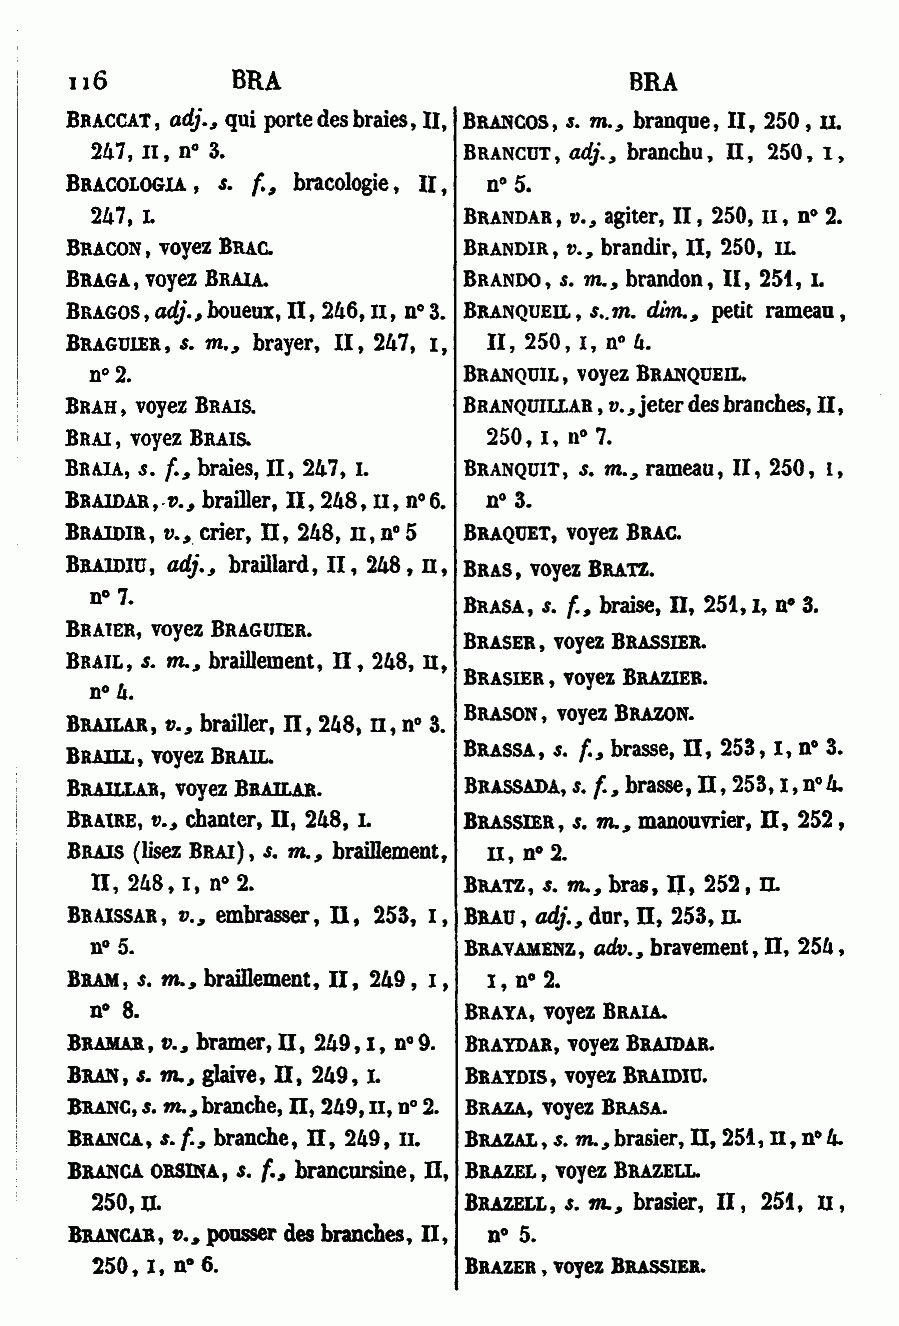 116 BRA BRA
BRACCAT, adj., qui porte des braies, II,
247, II, n° 3.
BRACOLOGIA, s. f., bracologie, II,
247, I.
BRACON, voyez BRAC.
BRAGA, voyez BRAIA.
BRAGOS, adj., boueux, II, 246, II, n° 3.
BRAGUIER, s. m., brayer, II, 247, I,
n° 2.
BRAH, voyez BRAIS.
BRAI, voyez BRAIS.
BRAIA, s. f., braies, II, 247, I.
BRAIDAR, v., brailler, II, 248, II, n° 6.
BRAIDIR, v., crier, II, 248, II, n° 5
BRAIDIU, adj., braillard, II, 248, II,
n° 7.
BRAIER, voyez BRAGUIER.
BRAIL, s. m., braillement, II, 248, II,
n° 4.
BRAILAR, v., brailler, II, 248, II, n° 3.
BRAILL, voyez BRAIL.
BRAILLAR, voyez BRAILAR.
BRAIRE, v., chanter, II, 248, I.
BRAIS (lisez BRAI), s. m., braillement,
II, 248, I, n° 2.
BRAISSAR, v., embrasser, II, 253, I,
n° 5.
BRAM, s. m., braillement, II, 249, I,
n° 8.
BRAMAR, v., bramer, II, 249, I, n° 9.
BRAN, s. m., glaive, II, 249, I.
BRANC, s. m., branche, II, 249, II, n° 2.
BRANCA, s. f., branche, II, 249, II.
BRANCA ORSINA, s. f., brancursine, II,
250, II.
BRANCAR, v., pousser des branches, II,
250, I, n° 6.
BRANCOS, s. m., branque, II, 250, II.
BRANCUT, adj., branchu, II, 250, I,
n° 5.
BRANDAR, v., agiter, II, 250, II, n° 2.
BRANDIR, v., brandir, II, 250, II.
BRANDO, s. m., brandon, II, 251, I.
BRANQUEIL, s. m. dim., petit rameau,
II, 250, I, n° 4.
BRANQUIL, voyez BRANQUEIL.
BRANQUILLAR, v., jeter des branches, II,
250, I, n° 7.
BRANQUIT, s. m., rameau, II, 250, I,
n° 3.
BRAQUET, voyez BRAC.
BRAS, voyez BRATZ.
BRASA, s. f., braise, II, 251, I, n° 3.
BRASER, voyez BRASSIER.
BRASIER, voyez BRAZIER.
BRASON, voyez BRAZON.
BRASSA, s. f., brasse, II, 253, I, n° 3.
BRASSADA, s. f., brasse, II, 253, I, n° 4.
BRASSIER, s. m., manouvrier, II, 252,
II, n° 2.
BRATZ, s. m., bras, II, 252, II.
BRAU, adj., dur, II, 253, II.
BRAVAMENZ, adv., bravement, II, 254,
I, n° 2.
BRAYA, voyez BRAIA.
BRAYDAR, voyez BRAIDAR.
BRAYDIS, voyez BRAIDIU.
BRAZA, voyez BRASA.
BRAZAL, s. m., brasier, II, 251, II, n° 4.
BRAZEL, voyez BRAZELL.
BRAZELL, s. m., brasier, II, 251, II,
n° 5.
BRAZER, voyez BRASSIER.